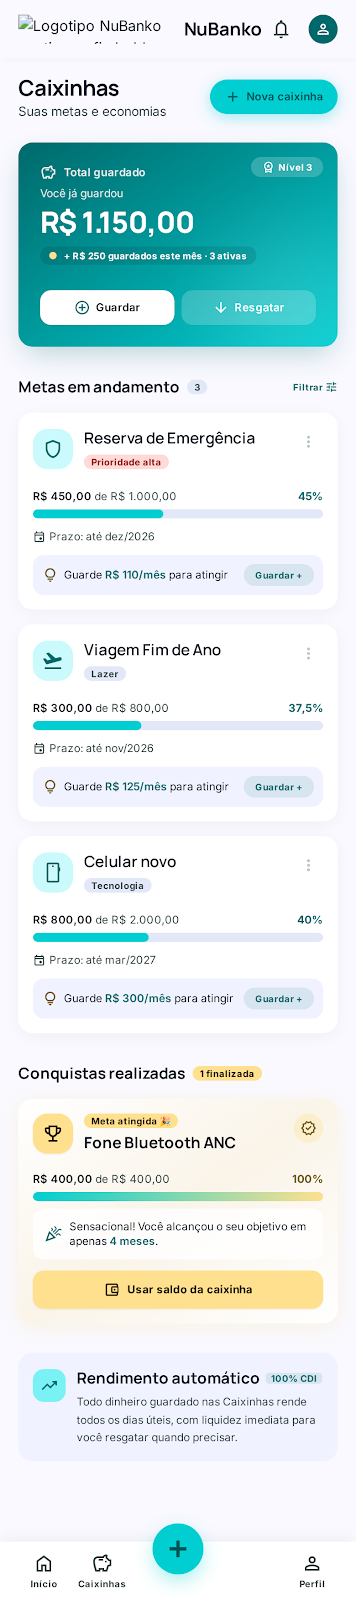 Logotipo NuBanko
NuBanko
Caixinhas
Suas metas e economias
+ Nova caixinha
Total guardado
Nível 3
Você já guardou
R$ 1.150,00
+ R$ 250 guardados este mês · 3 ativas
Guardar
Resgatar
Metas em andamento 3
Filtrar
Reserva de Emergência
Prioridade alta
R$ 450,00 de R$ 1.000,00 45%
Prazo: até dez/2026
Guarde R$ 110/mês para atingir Guardar +
Viagem Fim de Ano
Lazer
R$ 300,00 de R$ 800,00 37,5%
Prazo: até nov/2026
Guarde R$ 125/mês para atingir Guardar +
Celular novo
Tecnologia
R$ 800,00 de R$ 2.000,00 40%
Prazo: até mar/2027
Guarde R$ 300/mês para atingir Guardar +
Conquistas realizadas 1 finalizada
Meta atingida 🎉
Fone Bluetooth ANC
R$ 400,00 de R$ 400,00 100%
Sensacional! Você alcançou o seu objetivo em
apenas 4 meses.
Usar saldo da caixinha
Rendimento automático 100% CDI
Todo dinheiro guardado nas Caixinhas rende
todos os dias úteis, com liquidez imediata para
você resgatar quando precisar.
Início
Caixinhas
Perfil